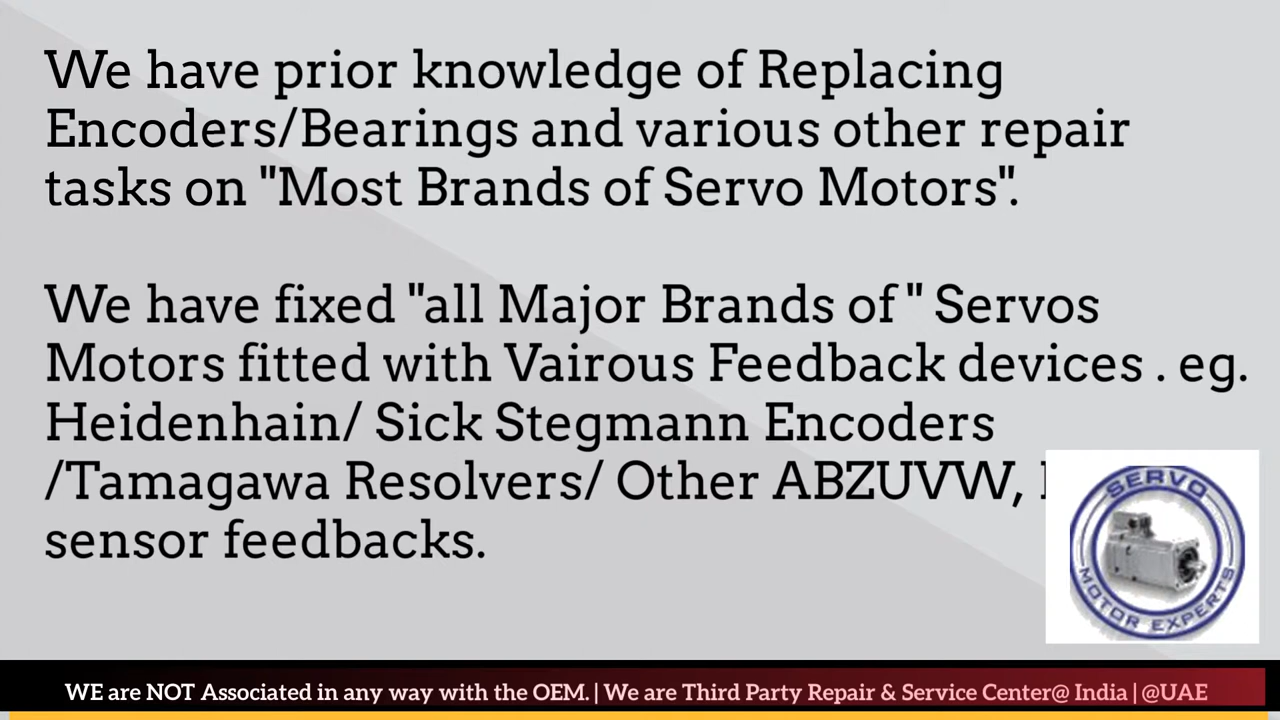 We have prior knowledge of Replacing
Encoders/Bearings and various other repair
tasks on "Most Brands of Servo Motors".
We have fixed "all Major Brands of " Servos
Motors fitted with Vairous Feedback devices . eg.
Heidenhain/ Sick Stegmann Encoders
/Tamagawa Resolvers/ Other ABZUVW,
sensor feedbacks.
SERVO
MOTOR EXPERTS
WE are NOT Associated in any way with the OEM. | We are Third Party Repair & Service Center@ India | @UAE